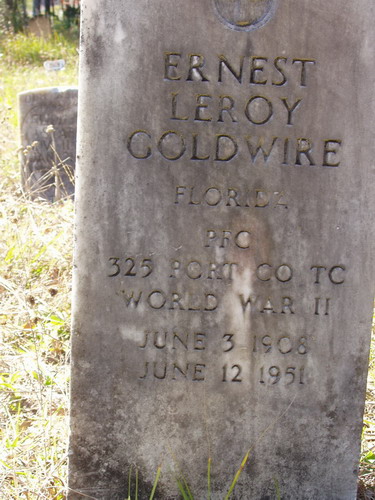 ERNEST
LEROY
GOLDWIRE
FLORIDA
PFC
325 PORT CO TC
WORLD WAR II
JUNE 3 1908
JUNE 12 1951